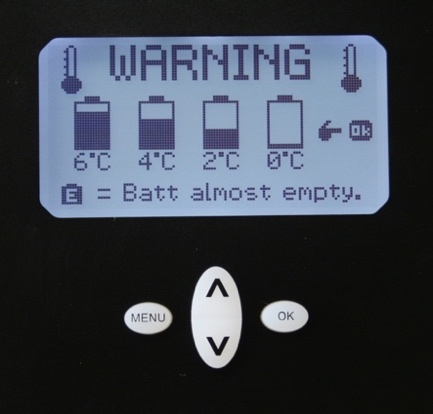 WARNING
6°C 4°C 2°C 0°C Ok
E = Batt almost empty.
MENU
OK